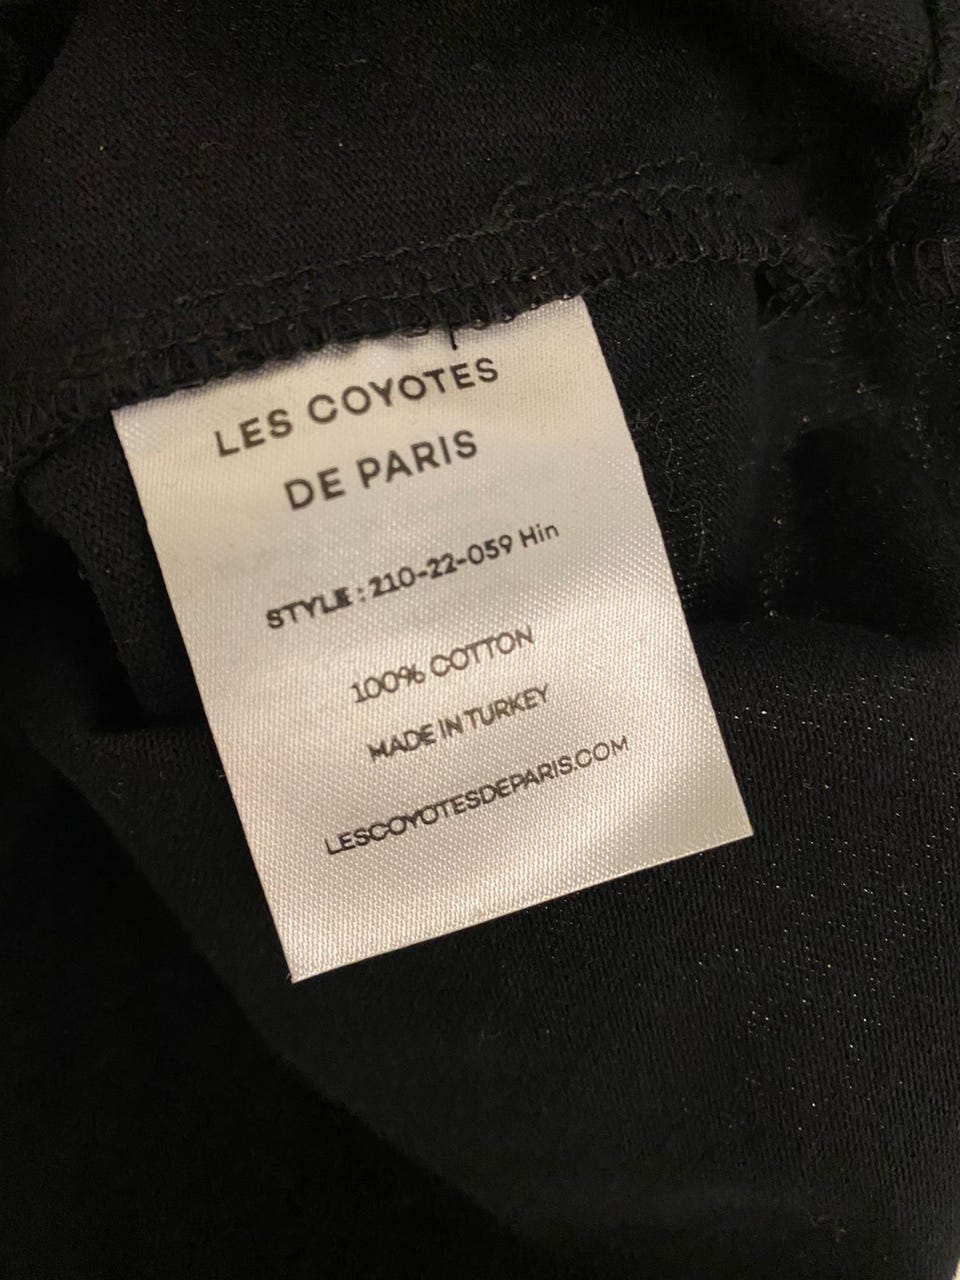 LES COYOTES
DE PARIS
STYLE : 210-22-059 Hin
100% COTTON
MADE IN TURKEY
LESCOYOTESDEPARIS.COM